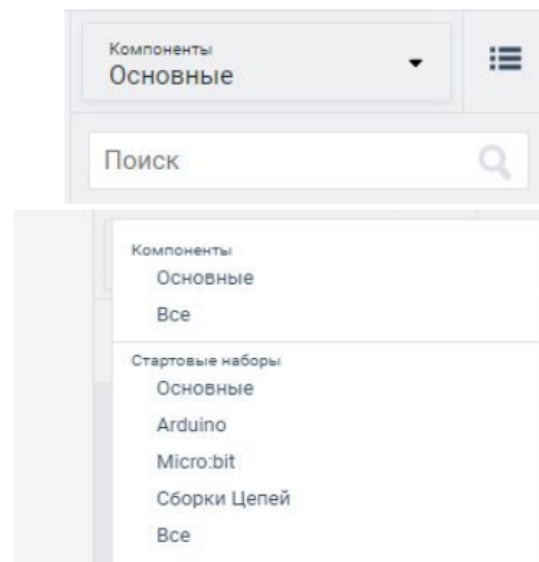 Компоненты
Основные
Поиск
Компоненты
Основные
Все
Стартовые наборы
Основные
Arduino
Micro:bit
Сборки Цепей
Все